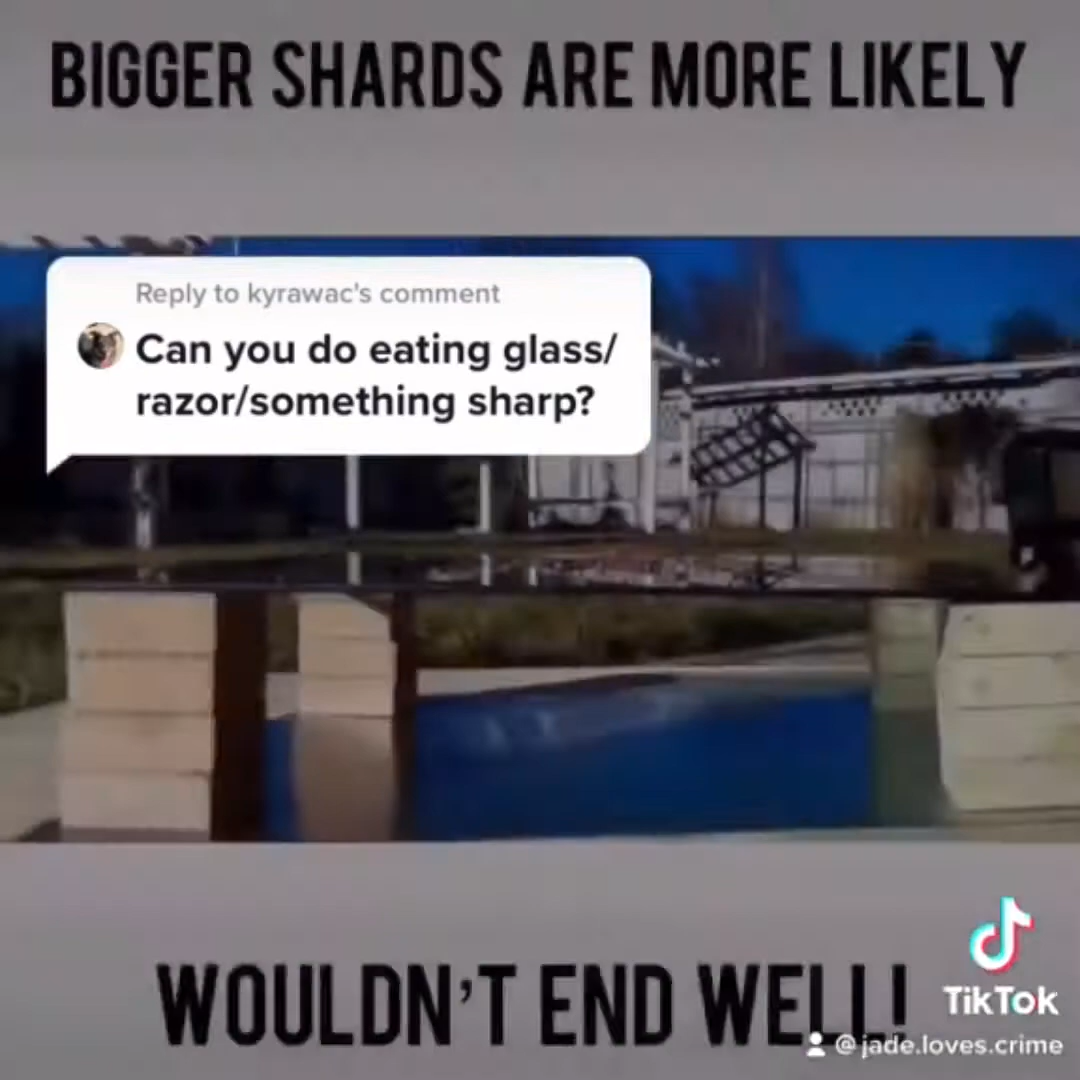 BIGGER SHARDS ARE MORE LIKELY
Reply to kyrawac's comment
Can you do eating glass/
razor/something sharp?
WOULDN'T END WELL!
TikTok
@jade.loves.crime